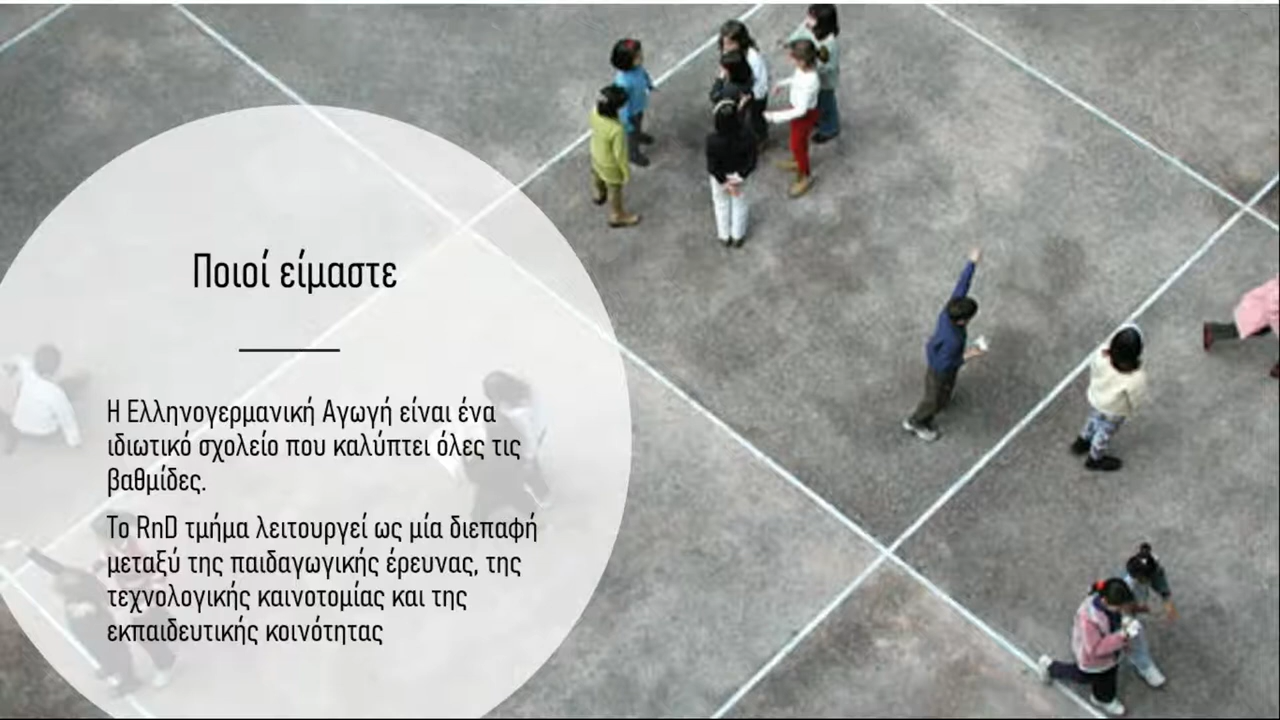 Ποιοί είμαστε
Η Ελληνογερμανική Αγωγή είναι ένα
ιδιωτικό σχολείο που καλύπτει όλες τις
βαθμίδες.
Το RnD τμήμα λειτουργεί ως μία διεπαφή
μεταξύ της παιδαγωγικής έρευνας, της
τεχνολογικής καινοτομίας και της
εκπαιδευτικής κοινότητας